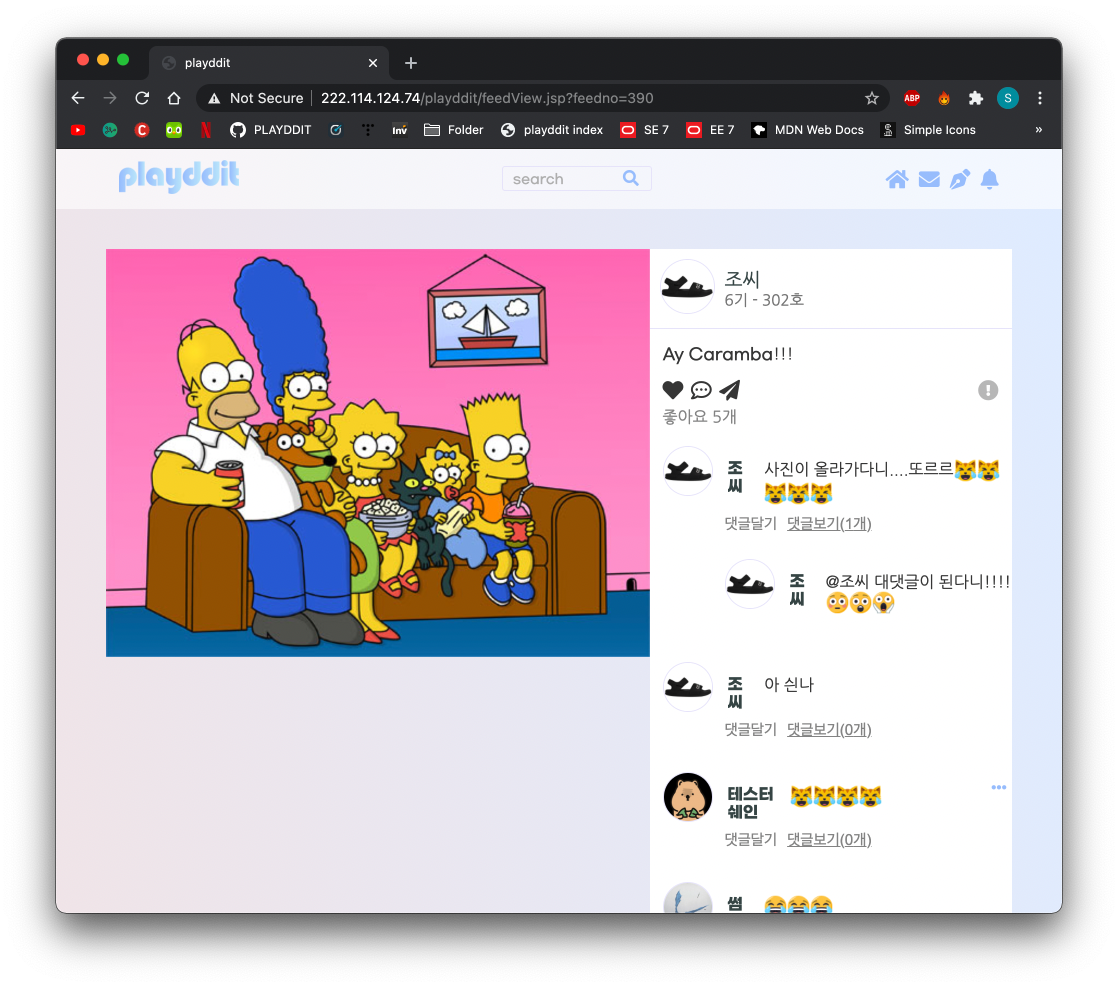 playddit
Not Secure
222.114.124.74/playddit/feedView.jsp?feedno=390
ABP
S
C
N
PLAYDDIT
Inv
Folder
playddit index
SE 7
EE 7
MDN Web Docs
Simple Icons
»
playddit
search
조씨
6기 - 302호
Ay Caramba!!!
좋아요 5개
조씨
사진이 올라가다니....또르르😹😹
😹😹😹
댓글달기 댓글보기(1개)
조씨
@조씨 대댓글이 된다니!!!!
😳😲😱
조씨
아 싄나
댓글달기 댓글보기(0개)
테스터
쉐인
😹😹😹😹
댓글달기 댓글보기(0개)
썸
😂😂😂